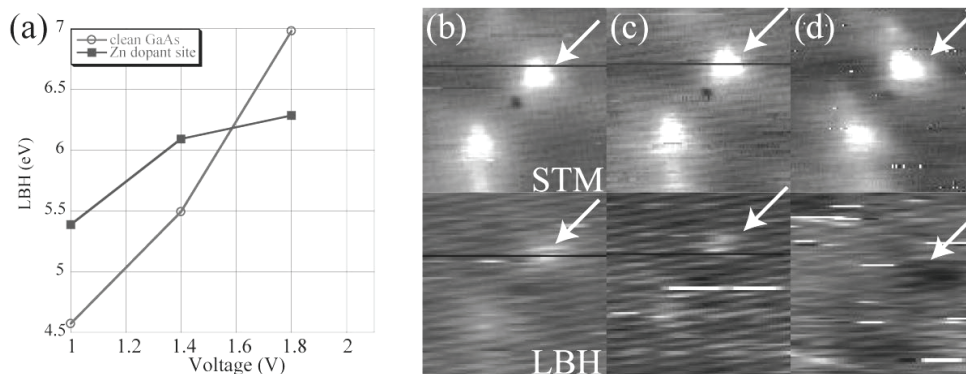 (a)
clean GaAs
Zn dopant site
LBH (eV)
7
6.5
6
5.5
5
4.5
1
1.2
1.4
1.6
1.8
2
Voltage (V)
(b)
(c)
(d)
STM
LBH